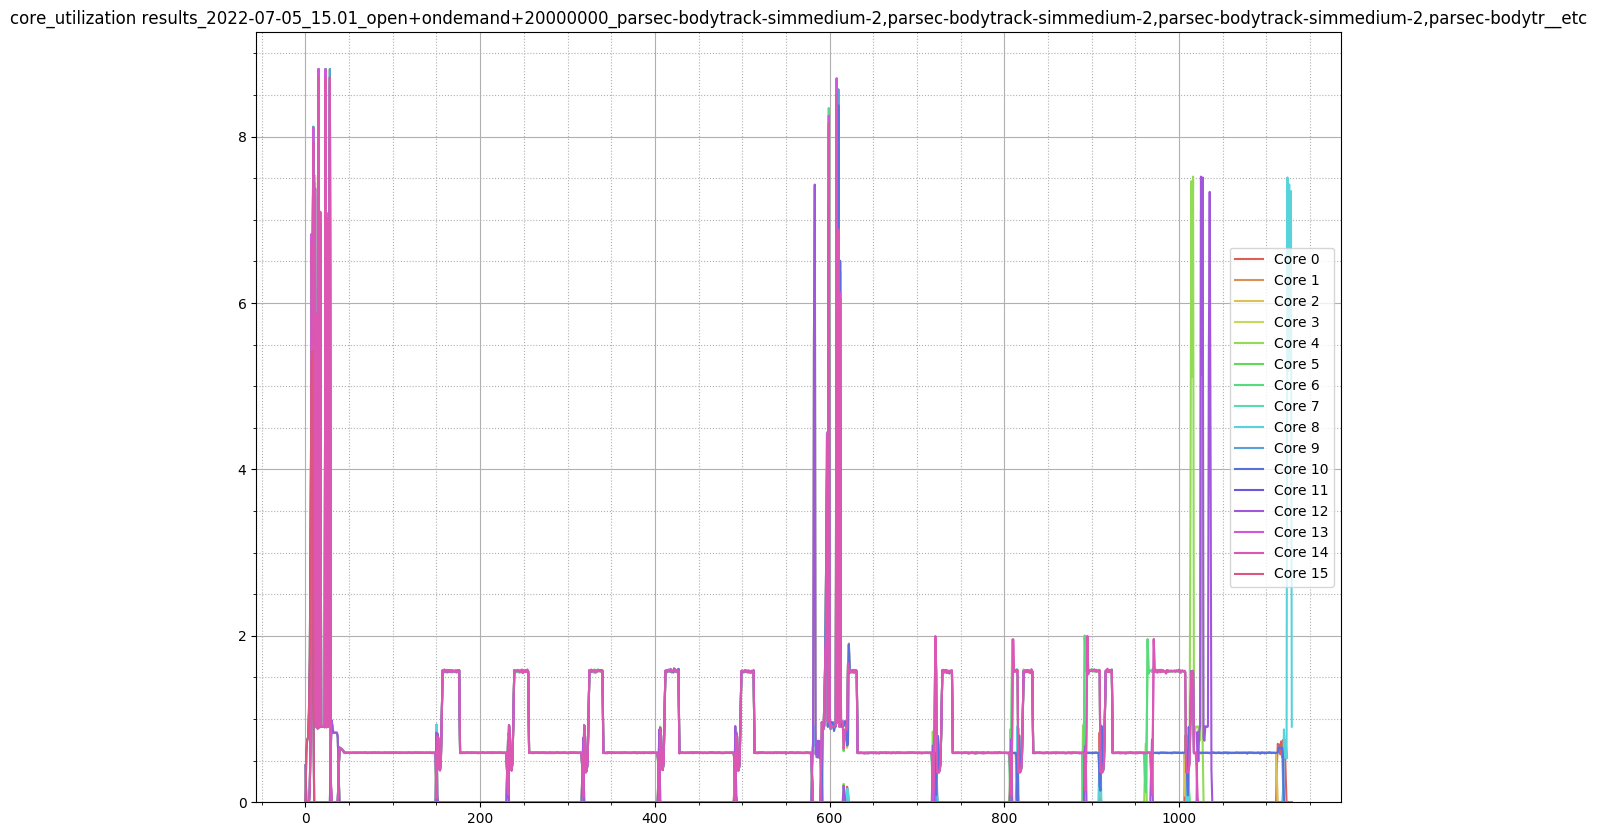 core_utilization results_2022-07-05_15.01_open+ondemand+20000000_parsec-bodytrack-simmedium-2,parsec-bodytrack-simmedium-2,parsec-bodytrack-simmedium-2,parsec-bodytr__etc
8
6
4
2
0
Core 0
Core 1
Core 2
Core 3
Core 4
Core 5
Core 6
Core 7
Core 8
Core 9
Core 10
Core 11
Core 12
Core 13
Core 14
Core 15
0 200 400 600 800 1000